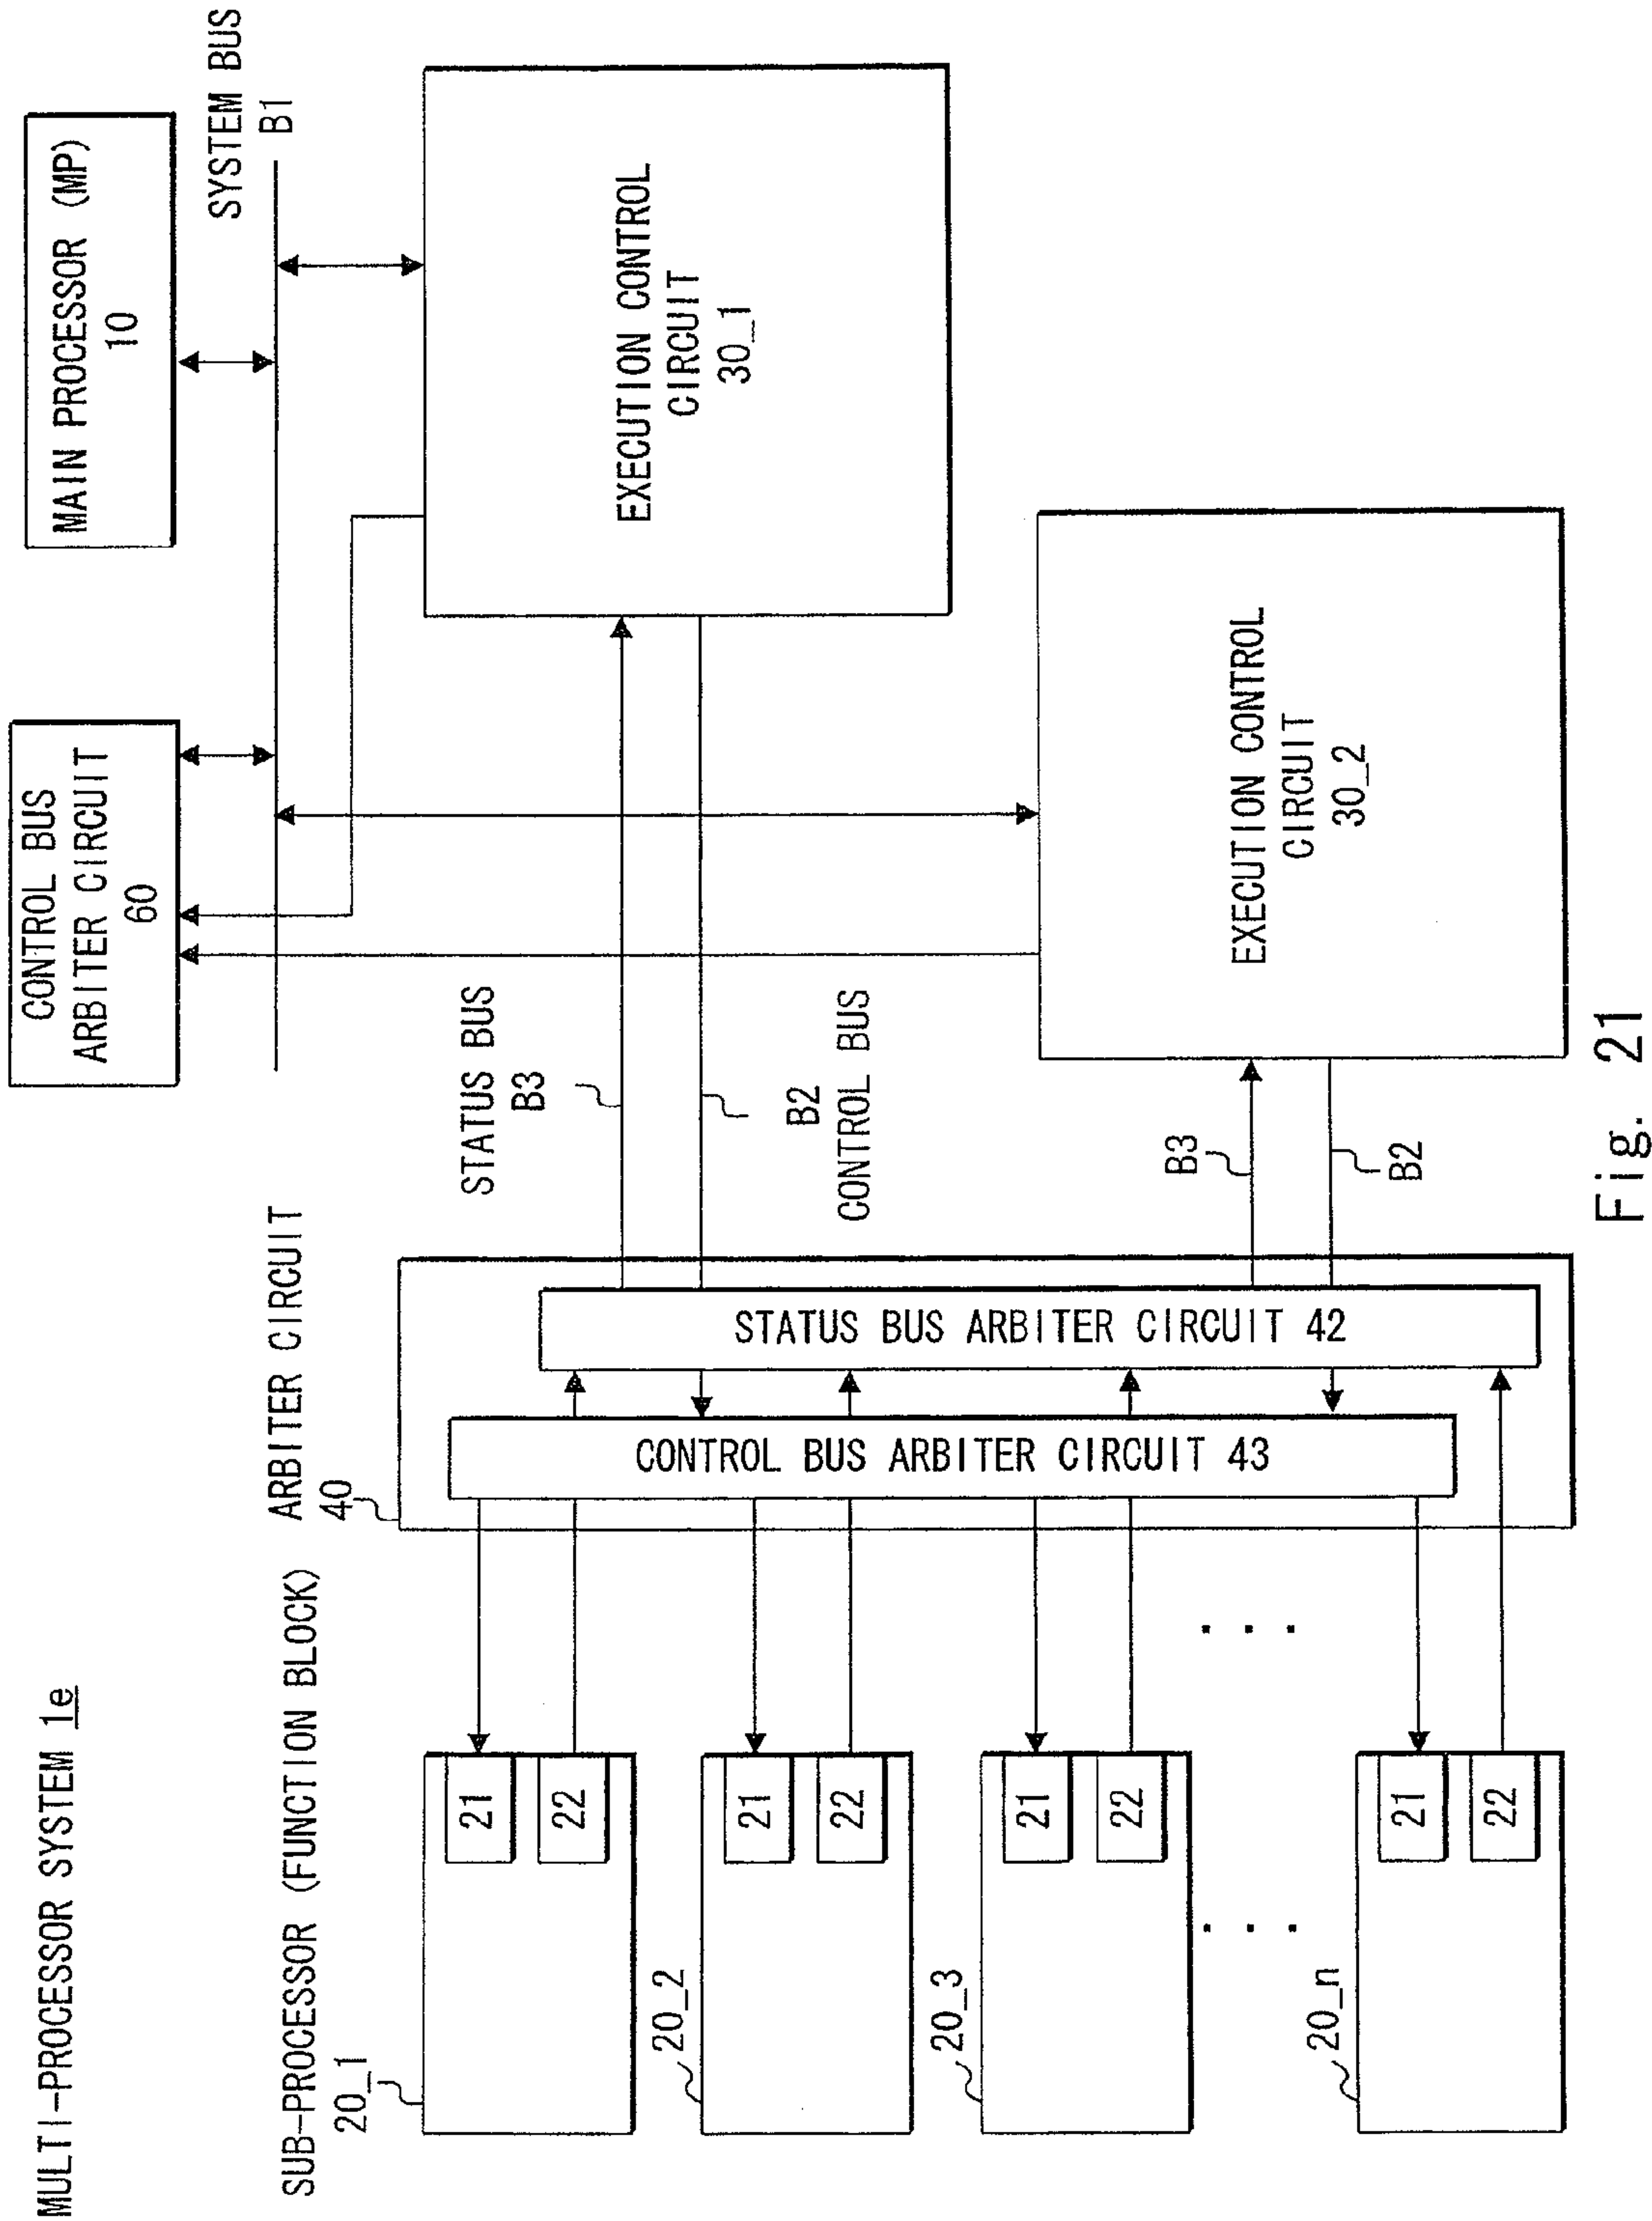 MULTI-PROCESSOR SYSTEM 1e
SUB-PROCESSOR (FUNCTION BLOCK)
20_1
21
22
20_2
21
22
20_3
21
22
. . .
. . .
20_n
21
22
ARBITER CIRCUIT
40
CONTROL BUS ARBITER CIRCUIT 43
STATUS BUS ARBITER CIRCUIT 42
STATUS BUS
B3
B2
CONTROL BUS
B3
B2
CONTROL BUS
ARBITER CIRCUIT
60
MAIN PROCESSOR (MP)
10
SYSTEM BUS
B1
EXECUTION CONTROL
CIRCUIT
30_1
EXECUTION CONTROL
CIRCUIT
30_2
Fig. 21